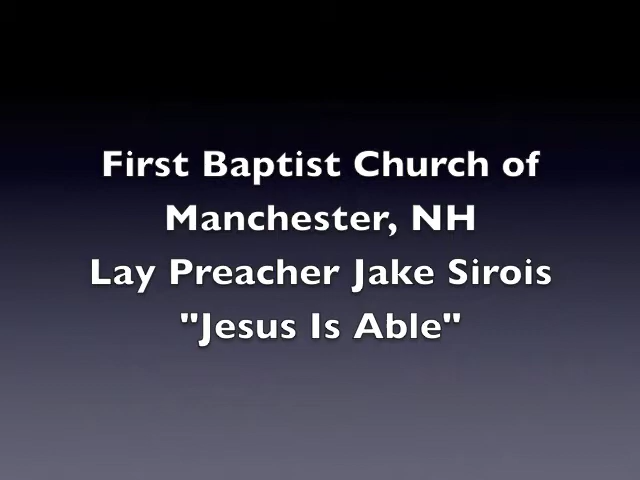 First Baptist Church of
Manchester, NH
Lay Preacher Jake Sirois
"Jesus Is Able"